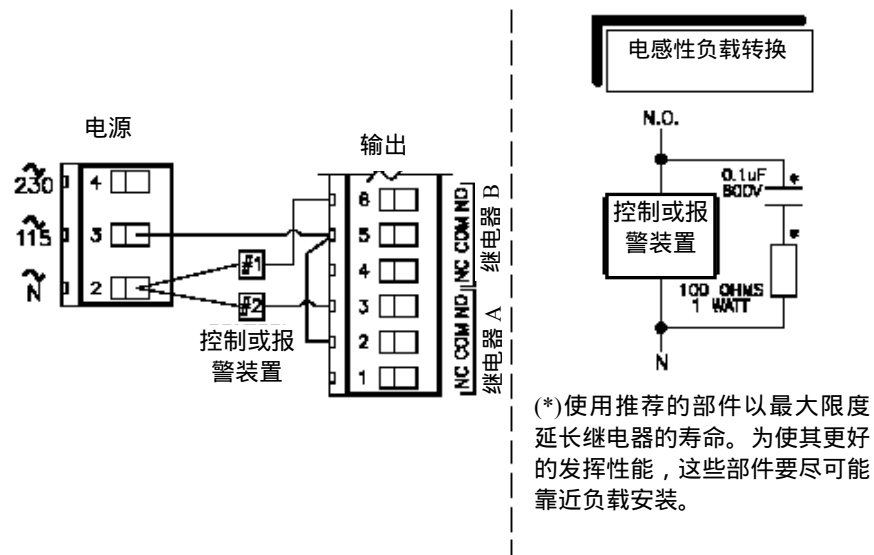 电源
~
230
4
~
115
3
~
N
2
#1
#2
控制或报
警装置
输出
6
5
4
3
2
1
NC COM NO
继电器 B
NC COM NO
继电器 A
电感性负载转换
N.O.
0.1uF
600V
*
控制或报
警装置
*
100 OHMS
1 WATT
N
(*)使用推荐的部件以最大限度
延长继电器的寿命。为使其更好
的发挥性能，这些部件要尽可能
靠近负载安装。